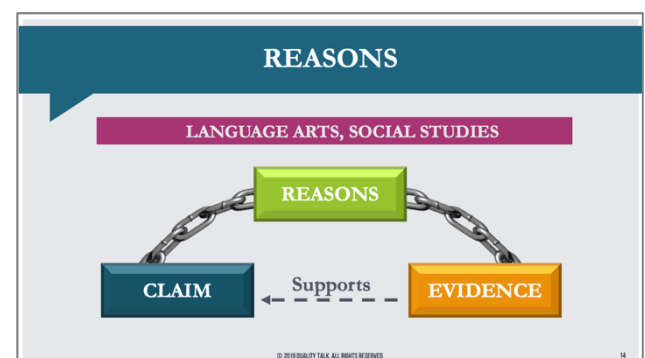 REASONS
LANGUAGE ARTS, SOCIAL STUDIES
REASONS
CLAIM
Supports
EVIDENCE
© 2019 QUALITY TALK. ALL RIGHTS RESERVED.
14